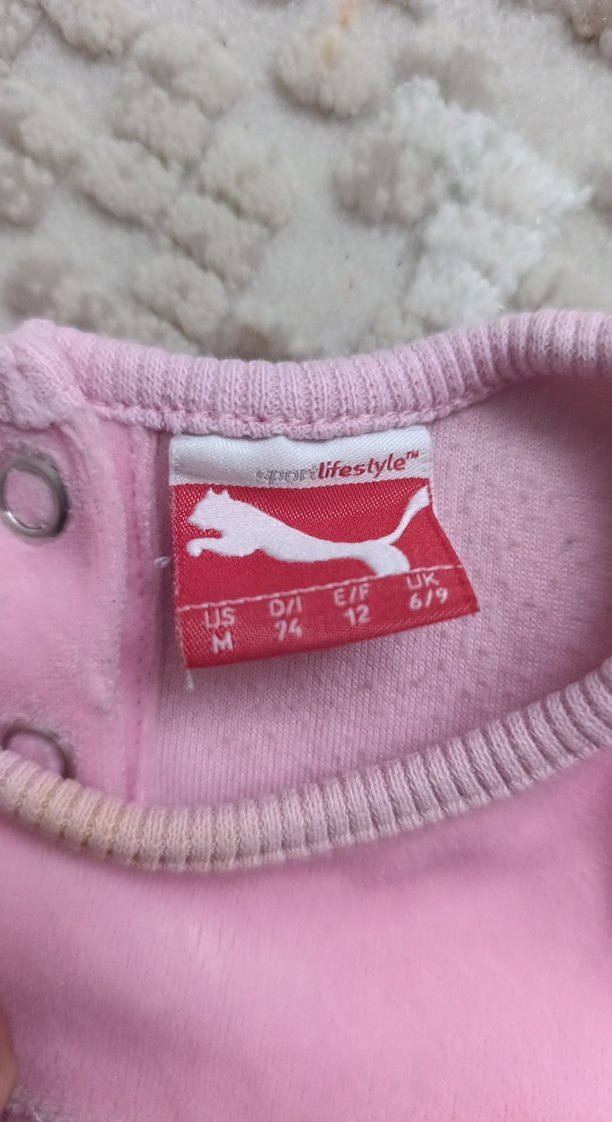 sportlifestyle™
US D/I E/F UK
M 74 12 6/9